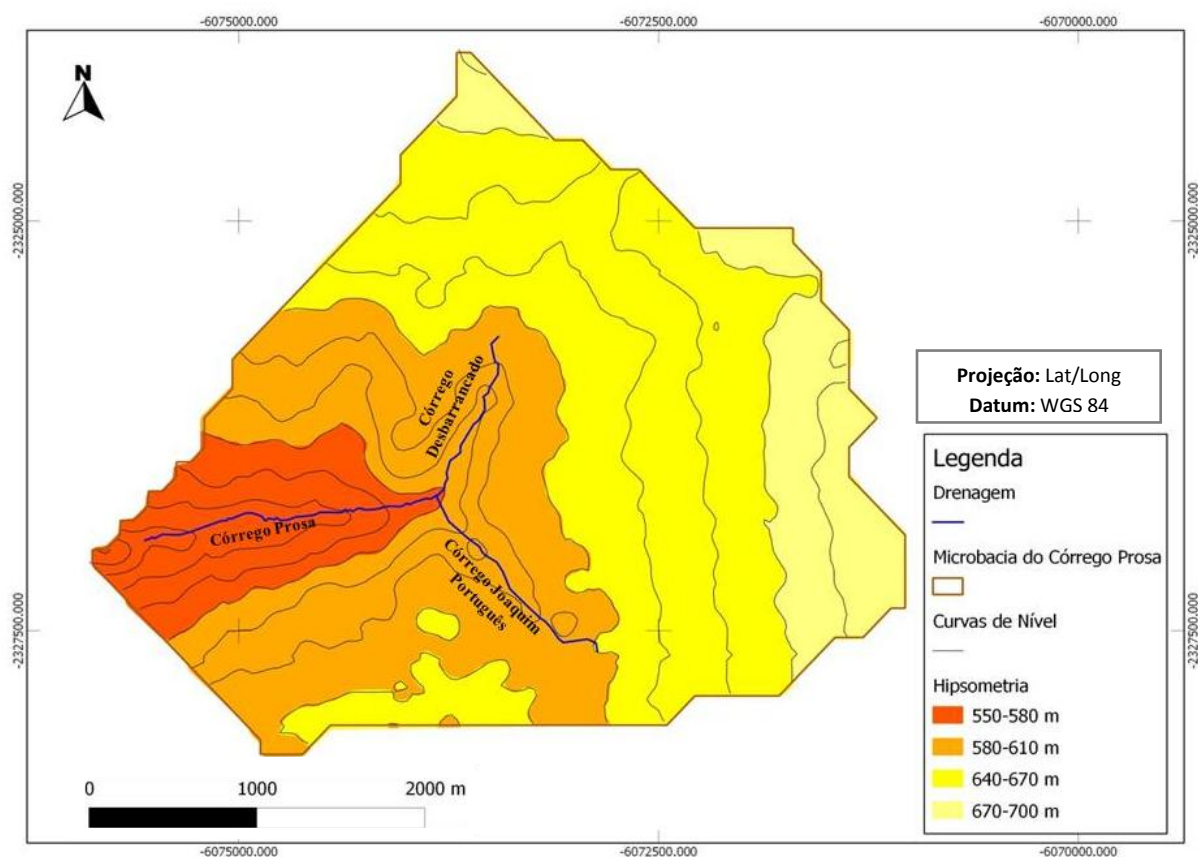 -6075000.000
-6072500.000
-6070000.000
N
-2325000.000
-2325000.000
Córrego
Desbarrancado
Projeção: Lat/Long
Datum: WGS 84
Legenda
Drenagem
Córrego Prosa
Microbacia do Córrego Prosa
Córrego Joaquim
Português
Curvas de Nível
-2327500.000
-2327500.000
Hipsometria
550-580 m
580-610 m
640-670 m
670-700 m
0 1000 2000 m
-6075000.000
-6072500.000
-6070000.000